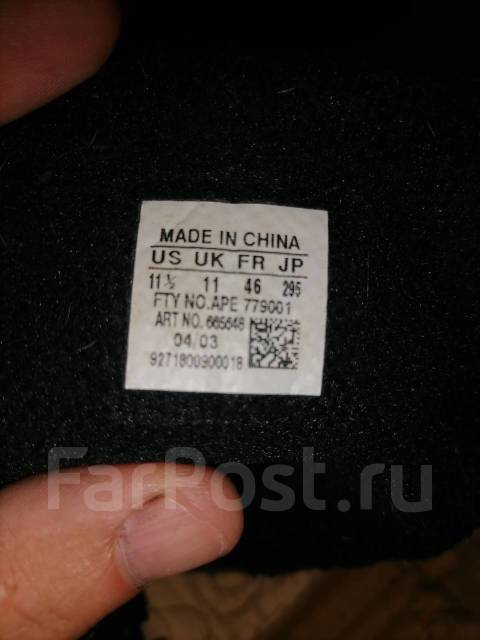 MADE IN CHINA
US UK FR JP
11½ 11 46 295
FTY NO.APE 779001
ART NO. 665648
04/03
9271800900018
FarPost.ru